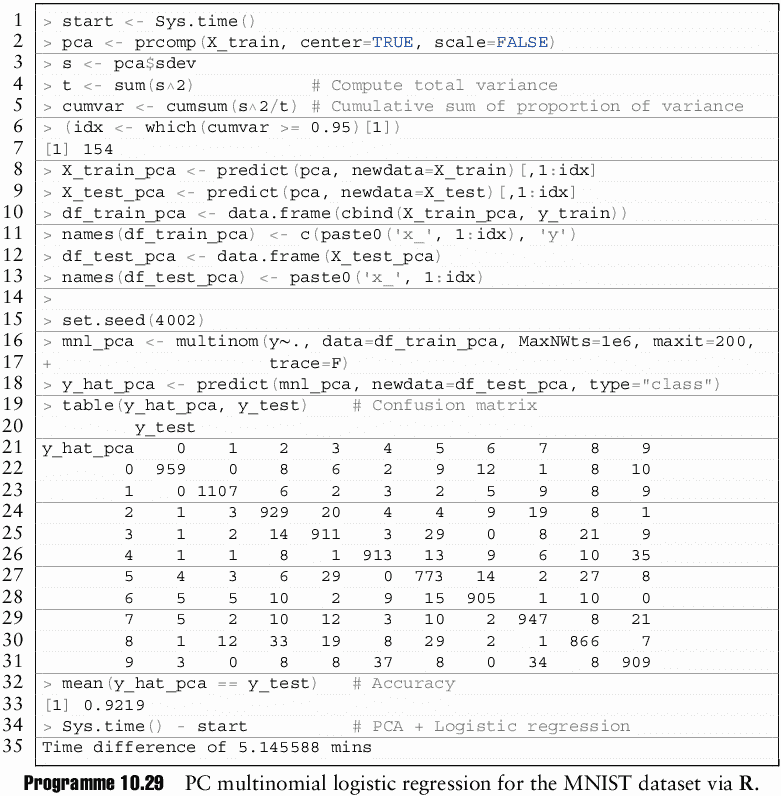 1 > start <- Sys.time()
2 > pca <- prcomp(X_train, center=TRUE, scale=FALSE)
3 > s <- pca$sdev
4 > t <- sum(s^2)           # Compute total variance
5 > cumvar <- cumsum(s^2/t) # Cumulative sum of proportion of variance
6 > (idx <- which(cumvar >= 0.95)[1])
7 [1] 154
8 > X_train_pca <- predict(pca, newdata=X_train)[,1:idx]
9 > X_test_pca <- predict(pca, newdata=X_test)[,1:idx]
10 > df_train_pca <- data.frame(cbind(X_train_pca, y_train))
11 > names(df_train_pca) <- c(paste0('x_', 1:idx), 'y')
12 > df_test_pca <- data.frame(X_test_pca)
13 > names(df_test_pca) <- paste0('x_', 1:idx)
14 >
15 > set.seed(4002)
16 > mnl_pca <- multinom(y~., data=df_train_pca, MaxNWts=1e6, maxit=200,
17 +                     trace=F)
18 > y_hat_pca <- predict(mnl_pca, newdata=df_test_pca, type="class")
19 > table(y_hat_pca, y_test)    # Confusion matrix
20          y_test
21 y_hat_pca    0    1    2    3    4    5    6    7    8    9
22         0  959    0    8    6    2    9   12    1    8   10
23         1    0 1107    6    2    3    2    5    9    8    9
24         2    1    3  929   20    4    4    9   19    8    1
25         3    1    2   14  911    3   29    0    8   21    9
26         4    1    1    8    1  913   13    9    6   10   35
27         5    4    3    6   29    0  773   14    2   27    8
28         6    5    5   10    2    9   15  905    1   10    0
29         7    5    2   10   12    3   10    2  947    8   21
30         8    1   12   33   19    8   29    2    1  866    7
31         9    3    0    8    8   37    8    0   34    8  909
32 > mean(y_hat_pca == y_test)   # Accuracy
33 [1] 0.9219
34 > Sys.time() - start          # PCA + Logistic regression
35 Time difference of 5.145588 mins
Programme 10.29 PC multinomial logistic regression for the MNIST dataset via R.